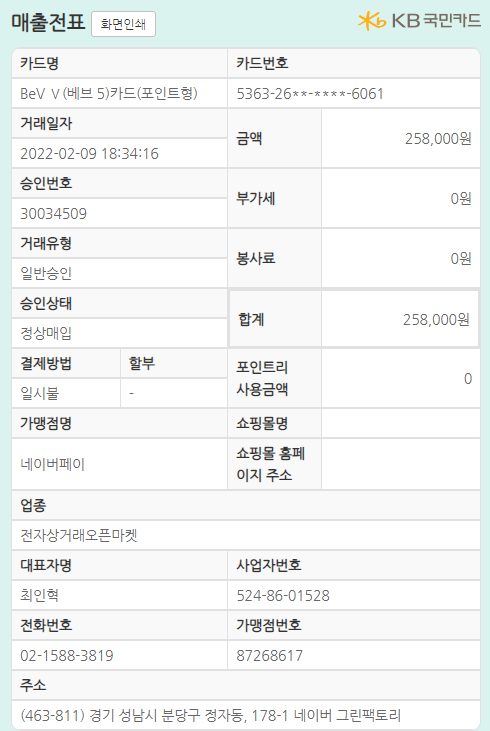 매출전표 화면인쇄 KB국민카드
카드명 카드번호
BeV Ⅴ(베브 5)카드(포인트형) 5363-26**-****-6061
거래일자
2022-02-09 18:34:16
금액 258,000원
승인번호
30034509
부가세 0원
거래유형
일반승인
봉사료 0원
승인상태
정상매입
합계 258,000원
결제방법 할부
일시불 -
포인트리
사용금액
0
가맹점명 쇼핑몰명
네이버페이
쇼핑몰 홈페
이지 주소
업종
전자상거래오픈마켓
대표자명 사업자번호
최인혁 524-86-01528
전화번호 가맹점번호
02-1588-3819 87268617
주소
(463-811) 경기 성남시 분당구 정자동, 178-1 네이버 그린팩토리